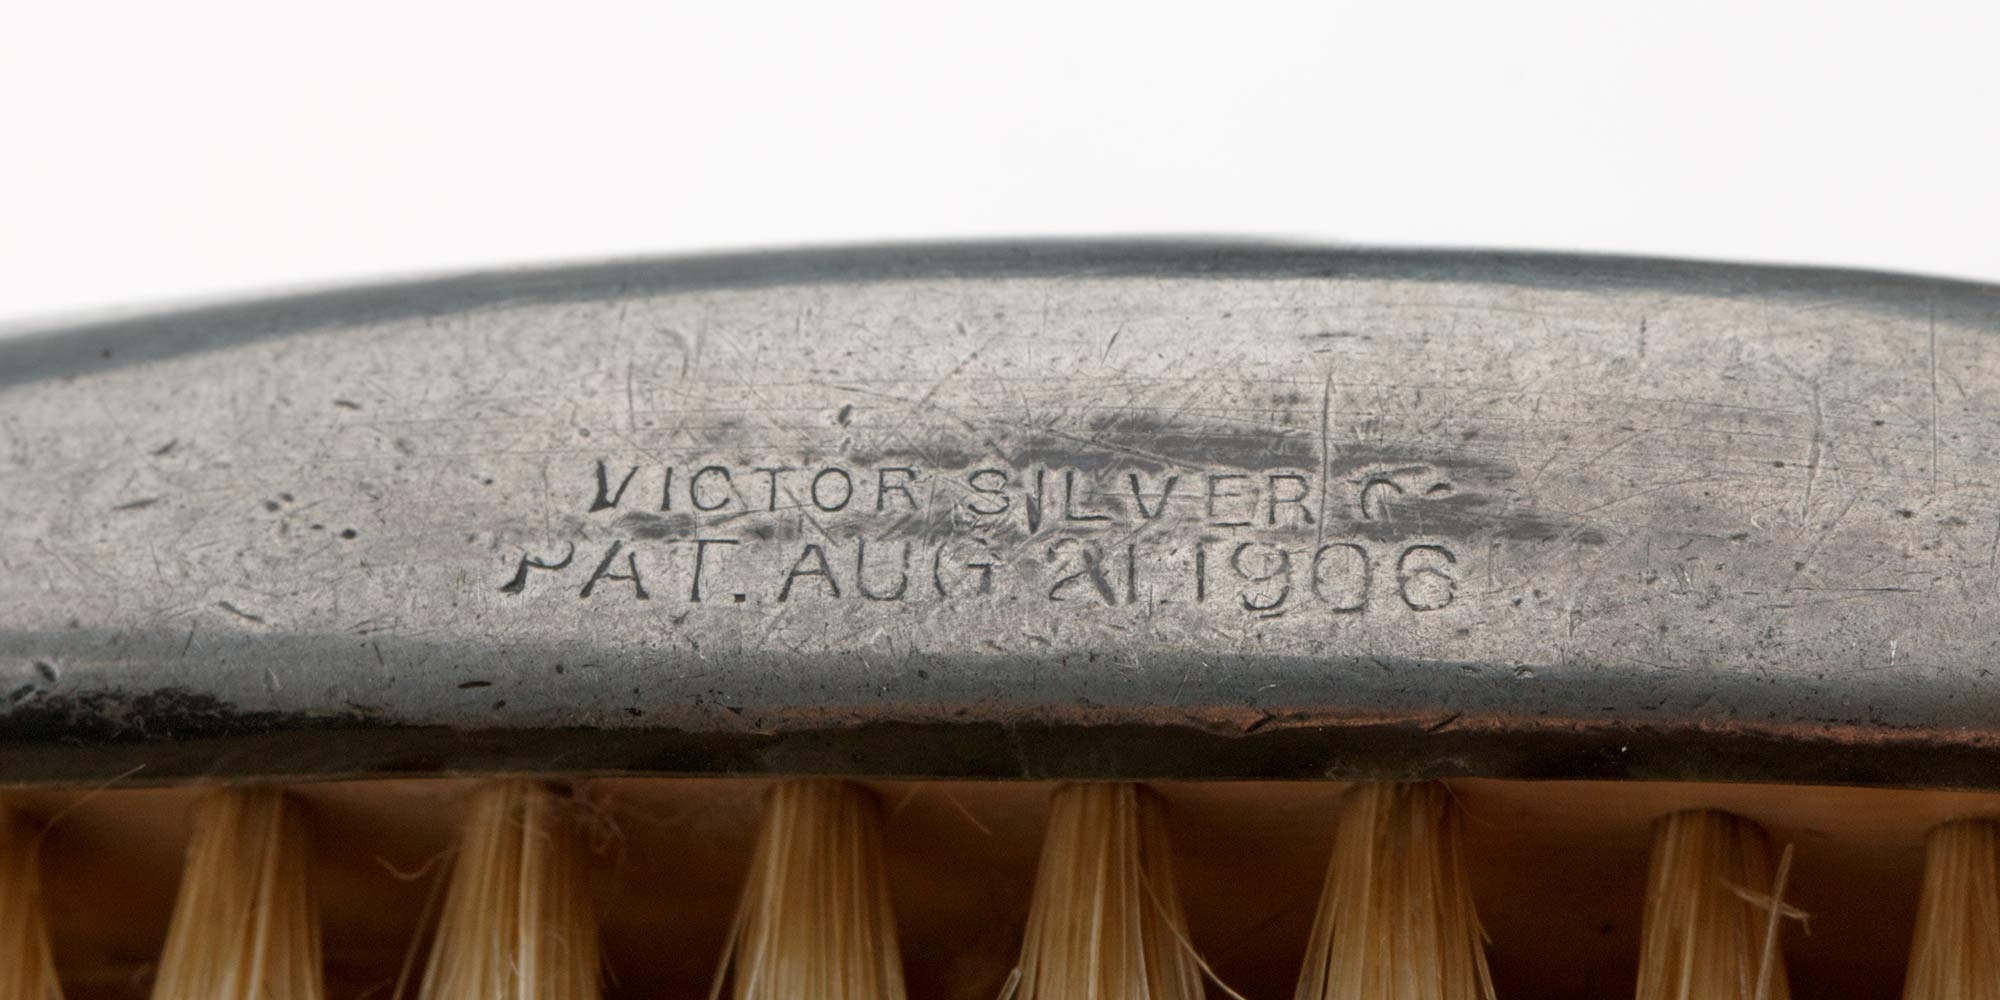 VICTOR SILVER Co
PAT. AUG. 21. 1906